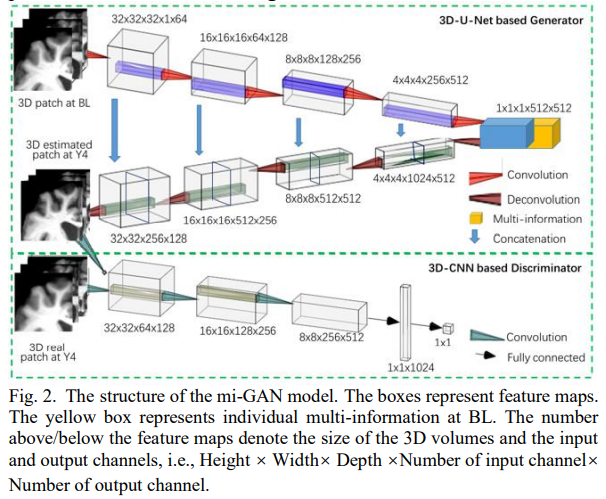 3D-U-Net based Generator
32x32x32x1x64
16x16x16x64x128
8x8x8x128x256
4x4x4x256x512
1x1x1x512x512
3D patch at BL
3D estimated
patch at Y4
32x32x256x128
16x16x16x512x256
8x8x8x512x512
4x4x4x1024x512
Convolution
Deconvolution
Multi-information
Concatenation
3D-CNN based Discriminator
3D real
patch at Y4
32x32x64x128
16x16x128x256
8x8x256x512
1x1x1024
1x1
Convolution
Fully connected
Fig. 2. The structure of the mi-GAN model. The boxes represent feature maps.
The yellow box represents individual multi-information at BL. The number
above/below the feature maps denote the size of the 3D volumes and the input
and output channels, i.e., Height × Width× Depth ×Number of input channel×
Number of output channel.